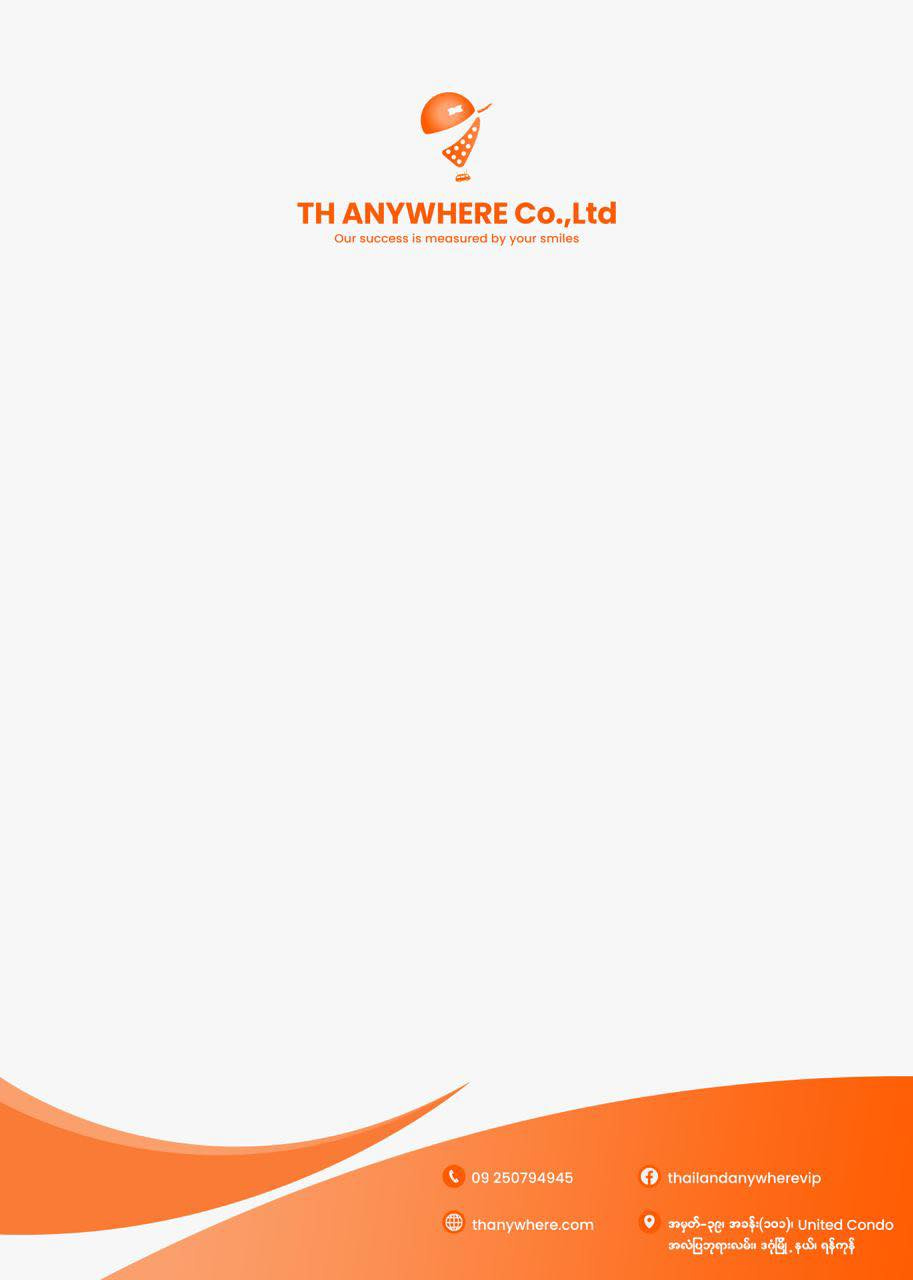 TH ANYWHERE Co.,Ltd
Our success is measured by your smiles
09 250794945
thailandanywherevip
thanywhere.com
အမှတ်-၃၉၊ အခန်း(၁၀၁)၊ United Condo
အလံပြဘုရားလမ်း၊ ဒဂုံမြို့နယ်၊ ရန်ကုန်